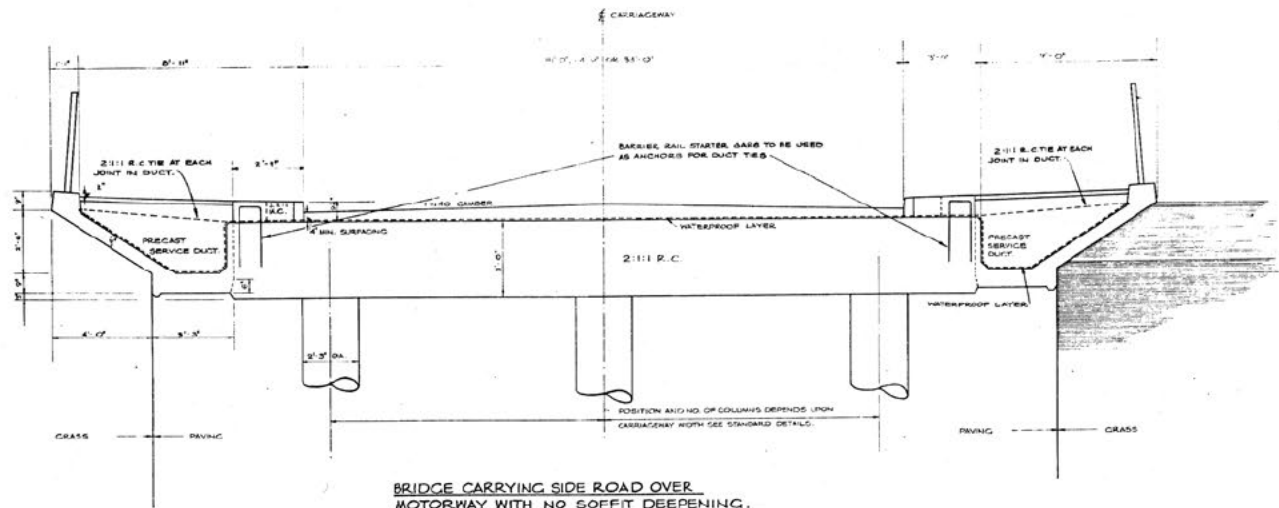 CARRIAGEWAY
8'-11"
9'-0"
BARRIER RAIL STARTER BARS TO BE USED
AS ANCHORS FOR DUCT TIES
2:1:1 R.C. TIE AT EACH
JOINT IN DUCT.
2:1:1 R.C. TIE AT EACH
JOINT IN DUCT.
CAMBER
4" MIN. SURFACING
WATERPROOF LAYER
PRECAST
SERVICE DUCT.
2:1:1 R.C.
PRECAST
SERVICE
DUCT.
WATERPROOF LAYER
2'-3" DIA.
POSITION AND NO. OF COLUMNS DEPENDS UPON
CARRIAGEWAY WIDTH SEE STANDARD DETAILS.
GRASS
PAVING
PAVING
GRASS
BRIDGE CARRYING SIDE ROAD OVER
MOTORWAY WITH NO SOFFIT DEEPENING.